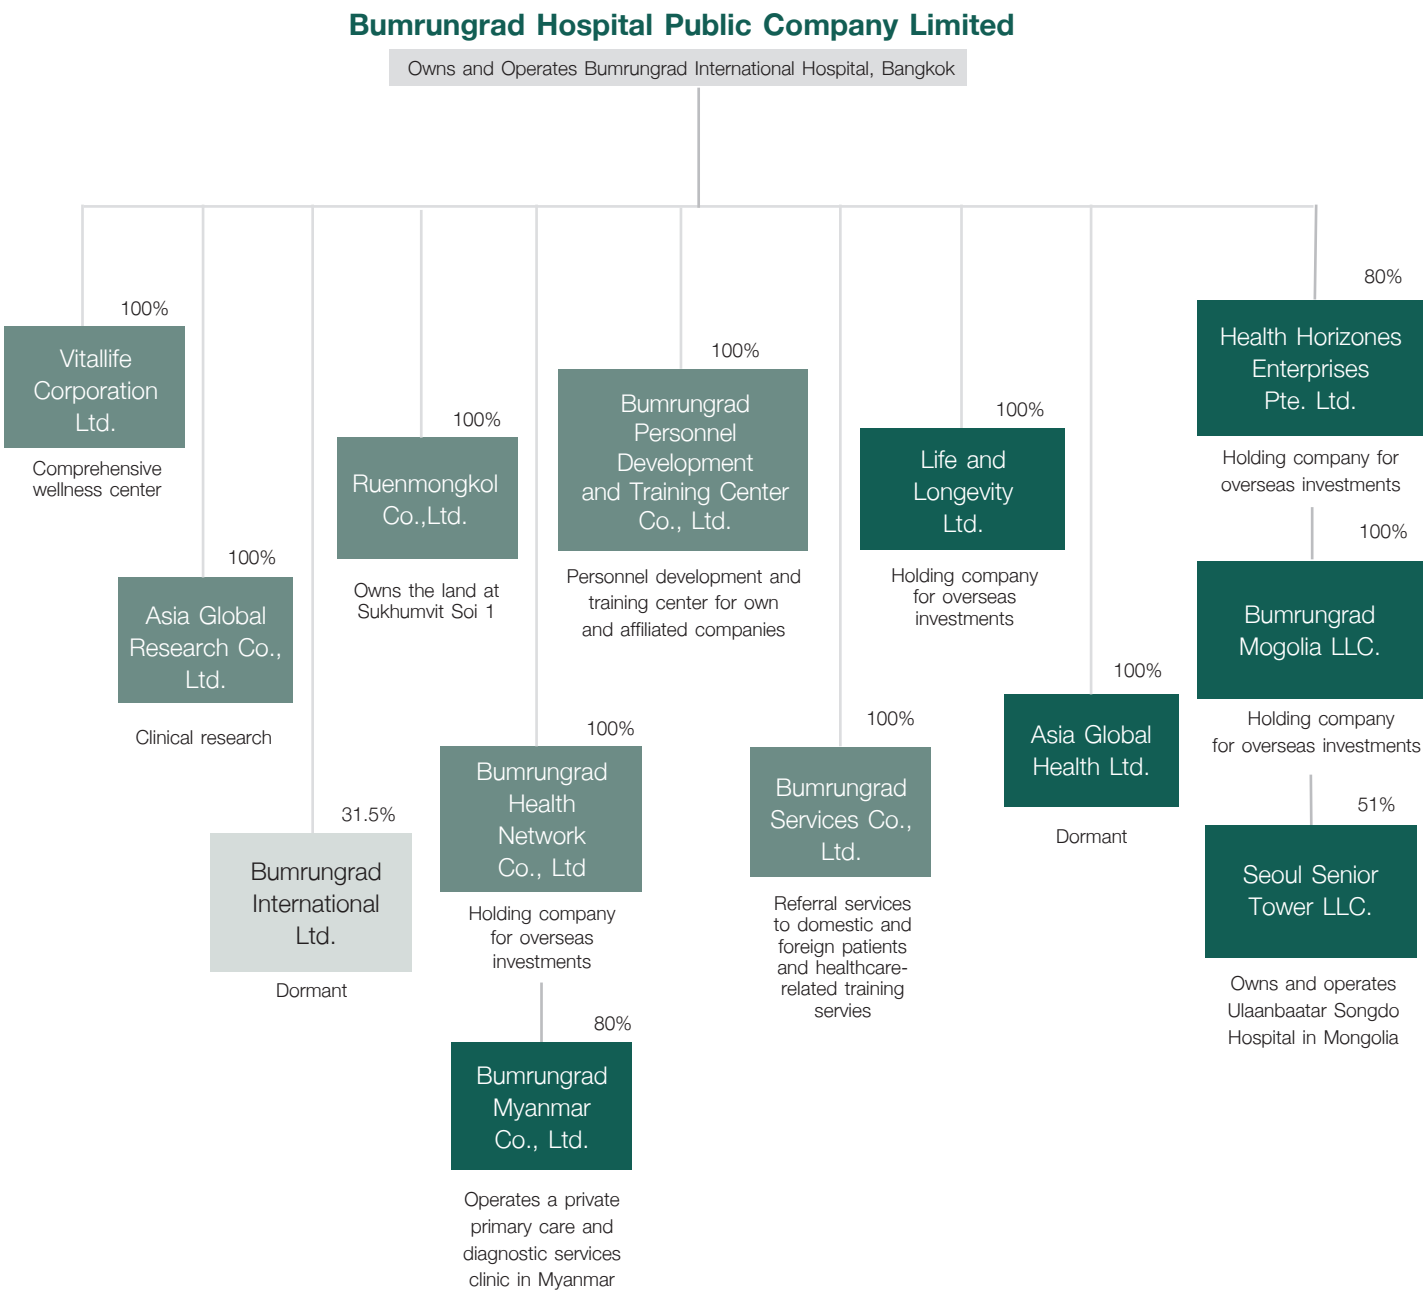 Bumrungrad Hospital Public Company Limited
Owns and Operates Bumrungrad International Hospital, Bangkok
100%
Vitallife
Corporation
Ltd.
Comprehensive
wellness center
100%
Asia Global
Research Co.,
Ltd.
Clinical research
31.5%
Bumrungrad
International
Ltd.
Dormant
100%
Ruenmongkol
Co.,Ltd.
Owns the land at
Sukhumvit Soi 1
100%
Bumrungrad
Health
Network
Co., Ltd
Holding company
for overseas
investments
80%
Bumrungrad
Myanmar
Co., Ltd.
Operates a private
primary care and
diagnostic services
clinic in Myanmar
100%
Bumrungrad
Personnel
Development
and Training Center
Co., Ltd.
Personnel development and
training center for own
and affiliated companies
100%
Bumrungrad
Services Co.,
Ltd.
Referral services
to domestic and
foreign patients
and healthcare-
related training
servies
100%
Life and
Longevity
Ltd.
Holding company
for overseas
investments
100%
Asia Global
Health Ltd.
Dormant
80%
Health Horizones
Enterprises
Pte. Ltd.
Holding company for
overseas investments
100%
Bumrungrad
Mogolia LLC.
Holding company
for overseas investments
51%
Seoul Senior
Tower LLC.
Owns and operates
Ulaanbaatar Songdo
Hospital in Mongolia